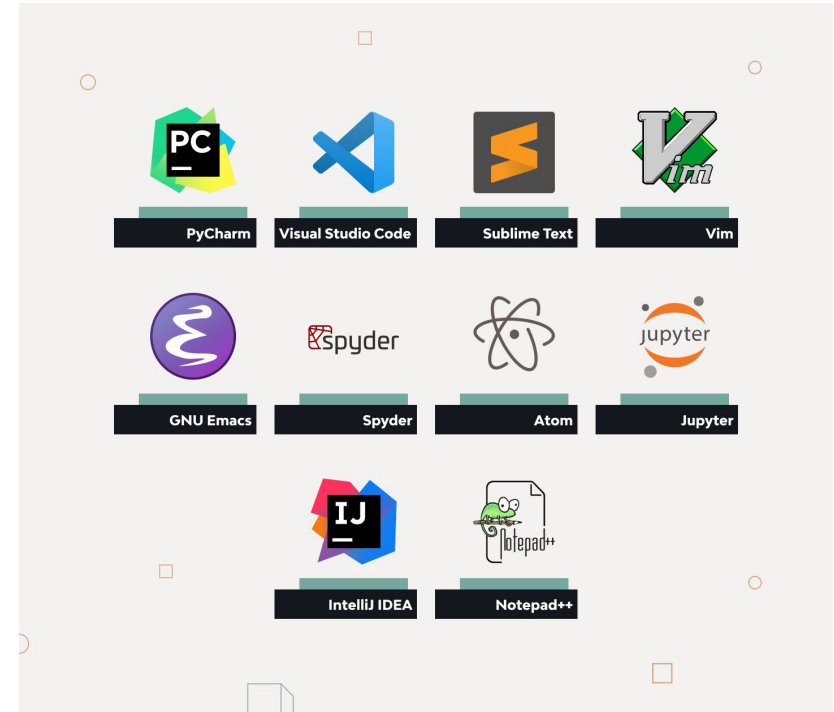 PC
PyCharm
Visual Studio Code
Sublime Text
Vim
Vim
GNU Emacs
spyder
Spyder
Atom
jupyter
Jupyter
IJ
IntelliJ IDEA
Notepad++
Notepad++